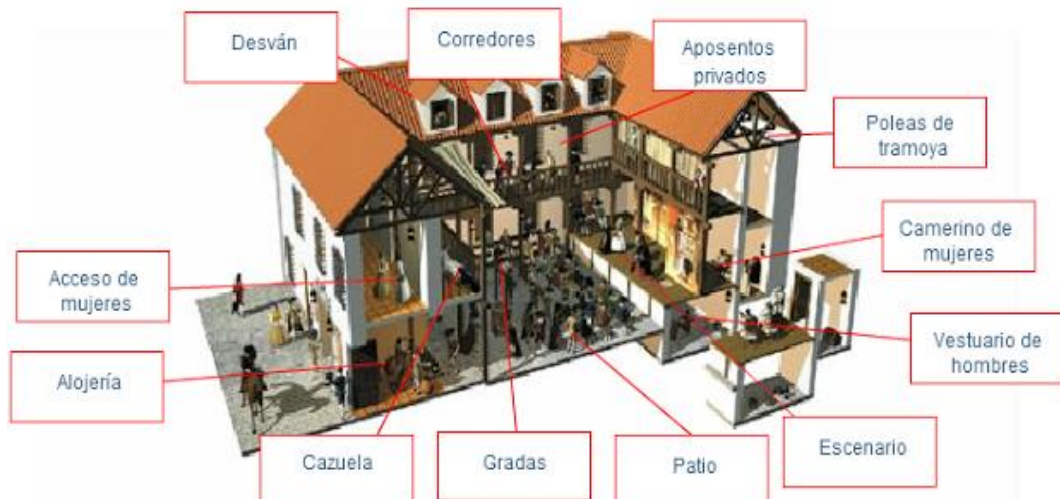 Desván
Corredores
Aposentos
privados
Poleas de
tramoya
Camerino de
mujeres
Acceso de
mujeres
Vestuario de
hombres
Alojería
Cazuela
Gradas
Patio
Escenario